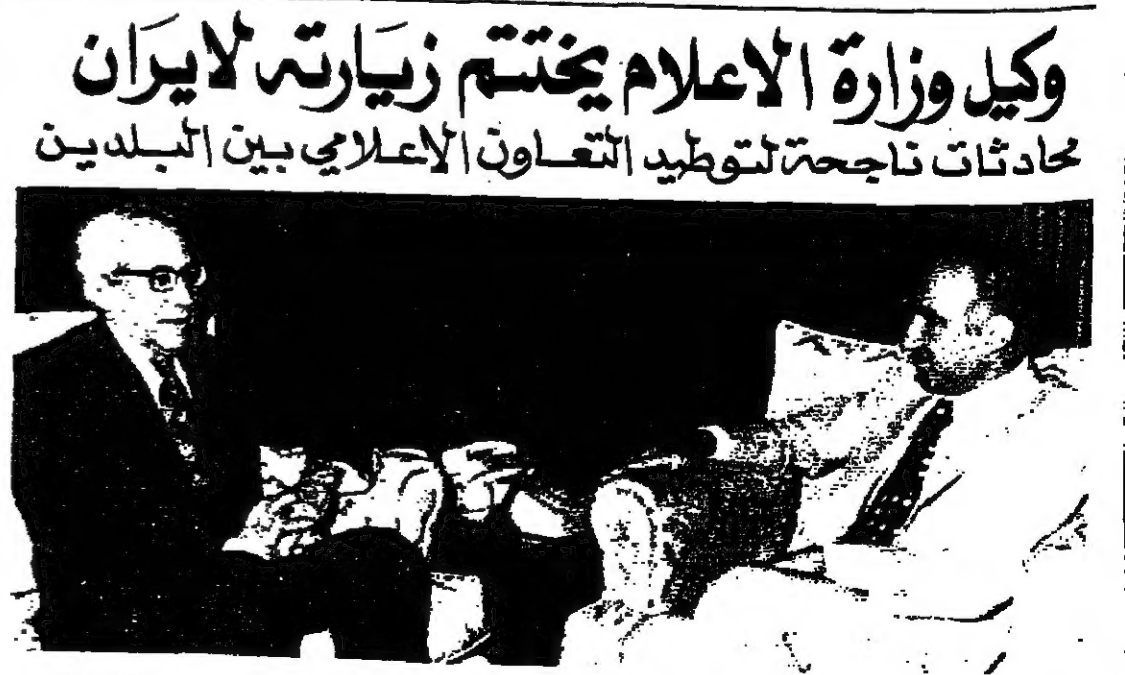 وكيل وزارة الاعلام يختتم زيارته لايران
محادثات ناجحة لتوطيد التعاون الاعلامي بين البلدين